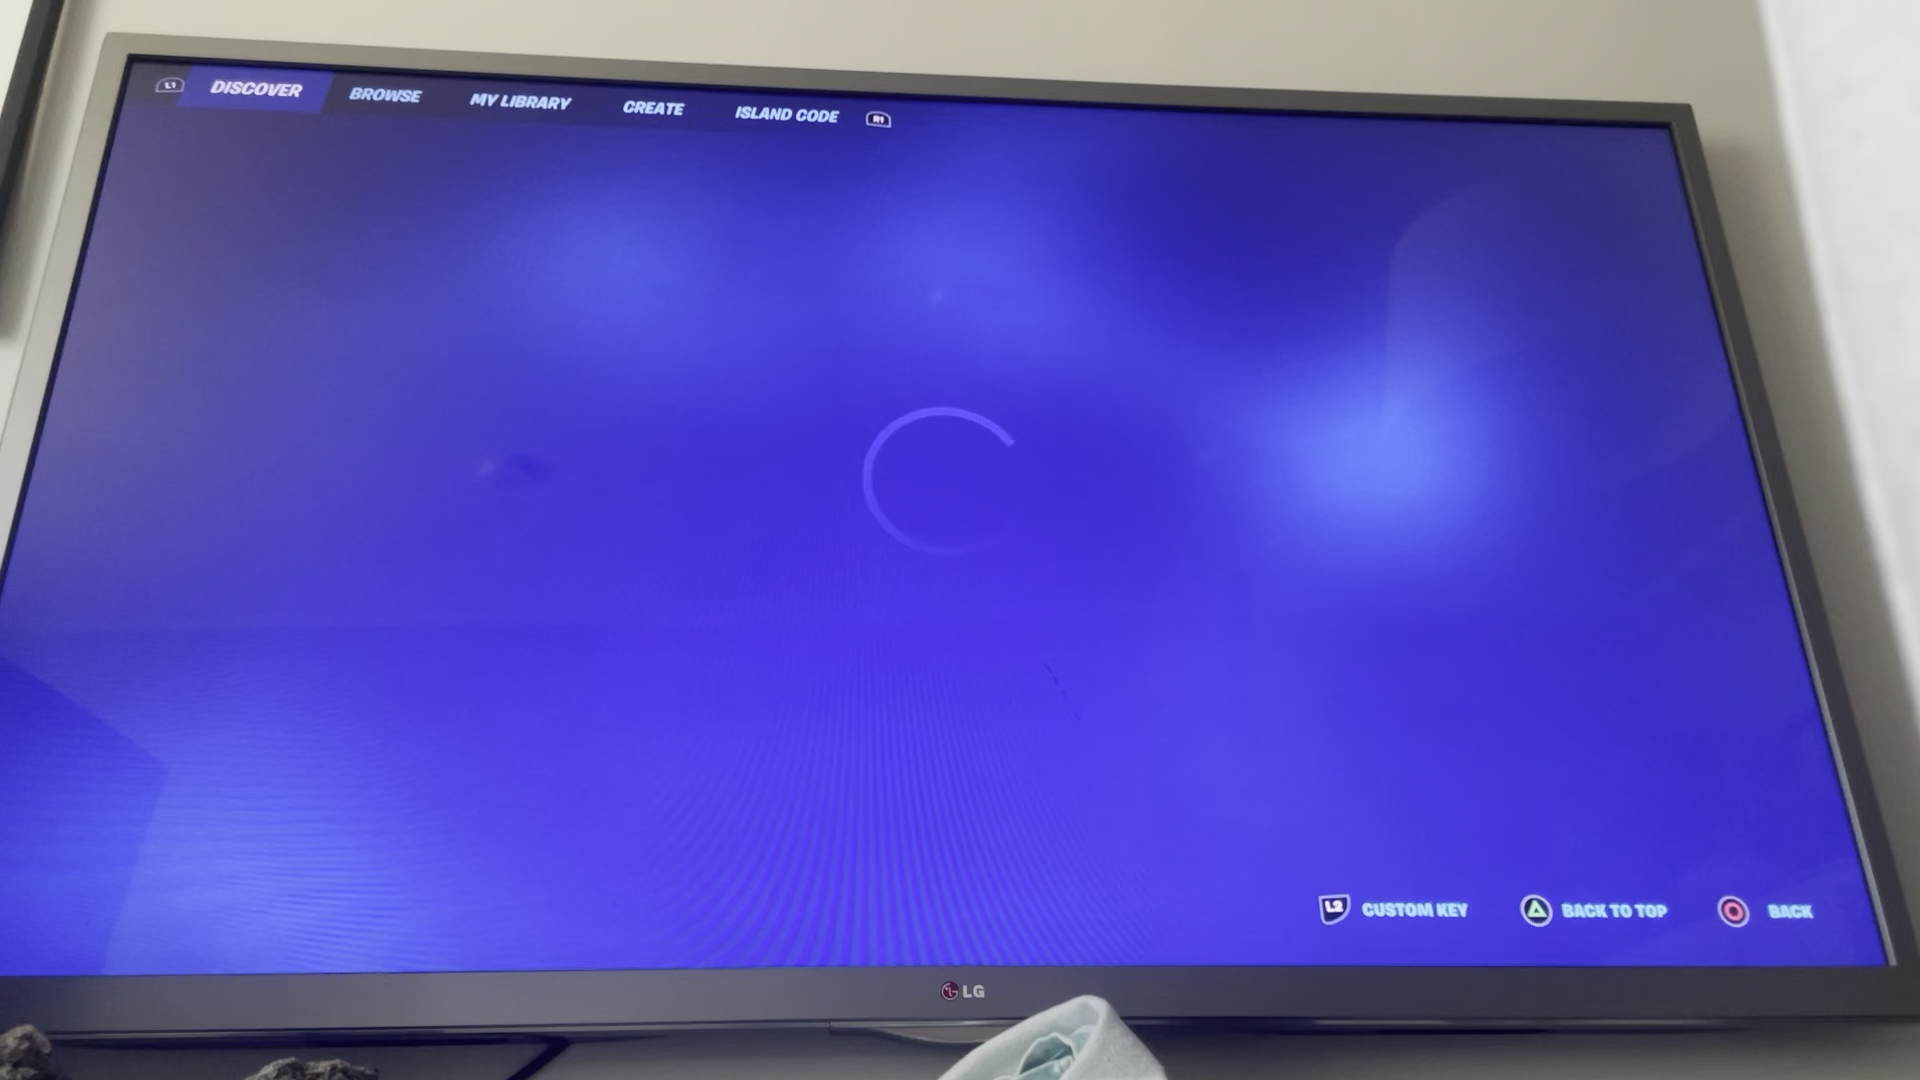 L1 DISCOVER BROWSE MY LIBRARY CREATE ISLAND CODE R1
L2 CUSTOM KEY BACK TO TOP BACK
LG